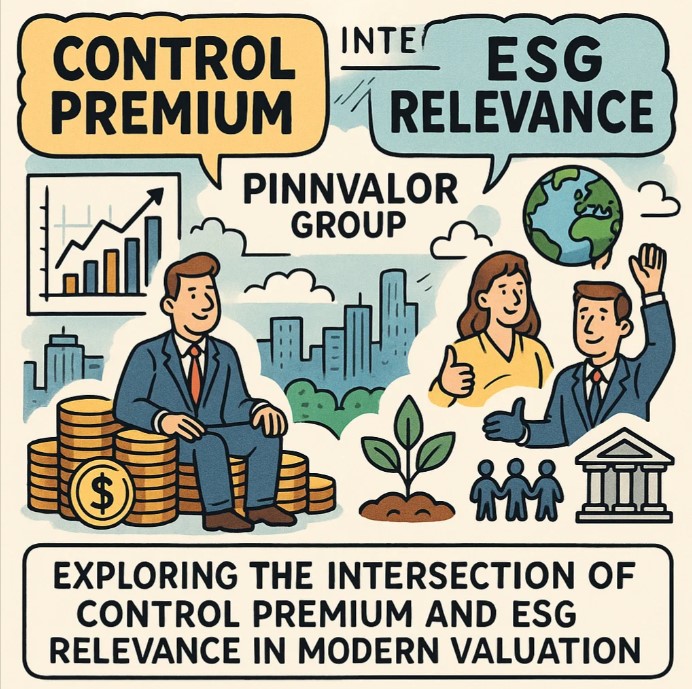 CONTROL
PREMIUM
INTE
ESG
RELEVANCE
PINNVALOR
GROUP
$
EXPLORING THE INTERSECTION OF
CONTROL PREMIUM AND ESG
RELEVANCE IN MODERN VALUATION